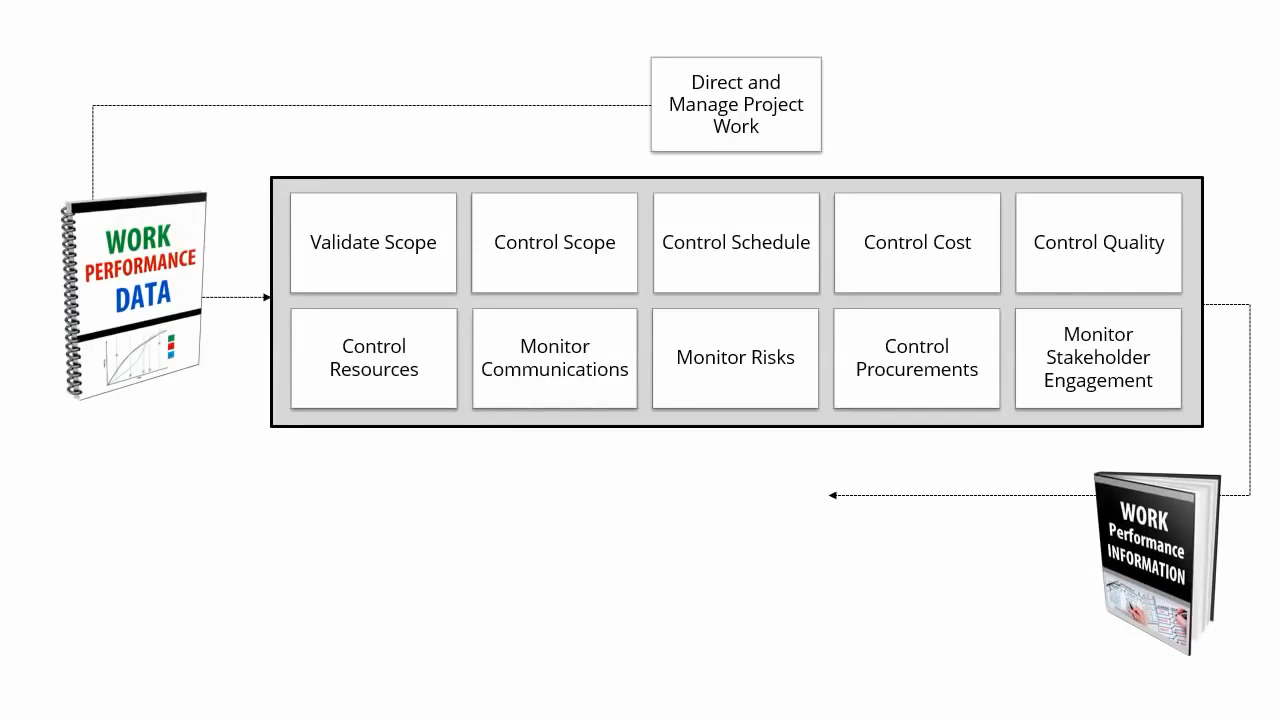 Direct and
Manage Project
Work
WORK
PERFORMANCE
DATA
Validate Scope
Control Scope
Control Schedule
Control Cost
Control Quality
Control
Resources
Monitor
Communications
Monitor Risks
Control
Procurements
Monitor
Stakeholder
Engagement
WORK
Performance
INFORMATION